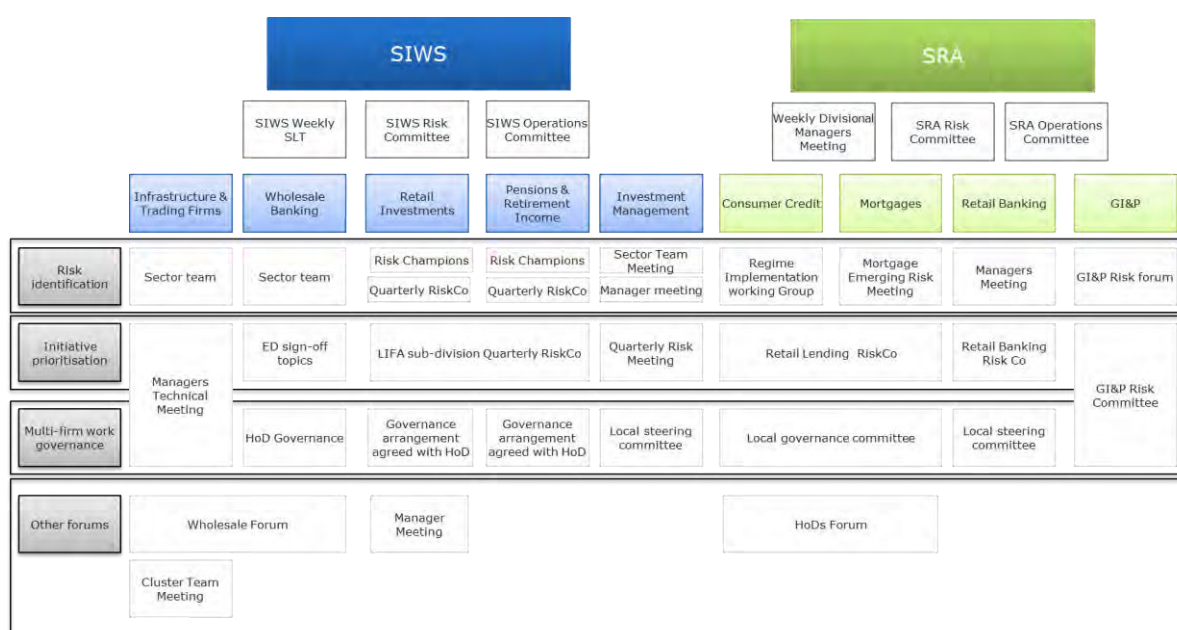 SIWS
SRA
SIWS Weekly
SLT
SIWS Risk
Committee
SIWS Operations
Committee
Weekly Divisional
Managers
Meeting
SRA Risk
Committee
SRA Operations
Committee
Infrastructure &
Trading Firms
Wholesale
Banking
Retail
Investments
Pensions &
Retirement
Income
Investment
Management
Consumer Credit
Mortgages
Retail Banking
GI&P
Risk
identification
Sector team
Sector team
Risk Champions
Quarterly RiskCo
Risk Champions
Quarterly RiskCo
Sector Team
Meeting
Manager meeting
Regime
Implementation
working Group
Mortgage
Emerging Risk
Meeting
Managers
Meeting
GI&P Risk forum
Initiative
prioritisation
Managers
Technical
Meeting
ED sign-off
topics
LIFA sub-division Quarterly RiskCo
Quarterly Risk
Meeting
Retail Lending RiskCo
Retail Banking
Risk Co
GI&P Risk
Committee
Multi-firm work
governance
HoD Governance
Governance
arrangement
agreed with HoD
Governance
arrangement
agreed with HoD
Local steering
committee
Local governance committee
Local steering
committee
Other forums
Wholesale Forum
Manager
Meeting
HoDs Forum
Cluster Team
Meeting